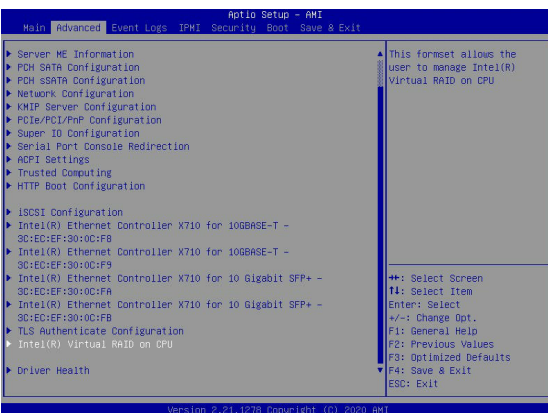 Aptio Setup – AMI
Main Advanced Event Logs IPMI Security Boot Save & Exit
▶ Server ME Information
▶ PCH SATA Configuration
▶ PCH sSATA Configuration
▶ Network Configuration
▶ KMIP Server Configuration
▶ PCIe/PCI/PnP Configuration
▶ Super IO Configuration
▶ Serial Port Console Redirection
▶ ACPI Settings
▶ Trusted Computing
▶ HTTP Boot Configuration
▶ iSCSI Configuration
▶ Intel(R) Ethernet Controller X710 for 10GBASE-T –
3C:EC:EF:30:0C:F8
▶ Intel(R) Ethernet Controller X710 for 10GBASE-T –
3C:EC:EF:30:0C:F9
▶ Intel(R) Ethernet Controller X710 for 10 Gigabit SFP+ –
3C:EC:EF:30:0C:FA
▶ Intel(R) Ethernet Controller X710 for 10 Gigabit SFP+ –
3C:EC:EF:30:0C:FB
▶ TLS Authenticate Configuration
▶ Intel(R) Virtual RAID on CPU
▶ Driver Health
This formset allows the
user to manage Intel(R)
Virtual RAID on CPU
→←: Select Screen
↑↓: Select Item
Enter: Select
+/-: Change Opt.
F1: General Help
F2: Previous Values
F3: Optimized Defaults
F4: Save & Exit
ESC: Exit
Version 2.21.1278 Copyright (C) 2020 AMI